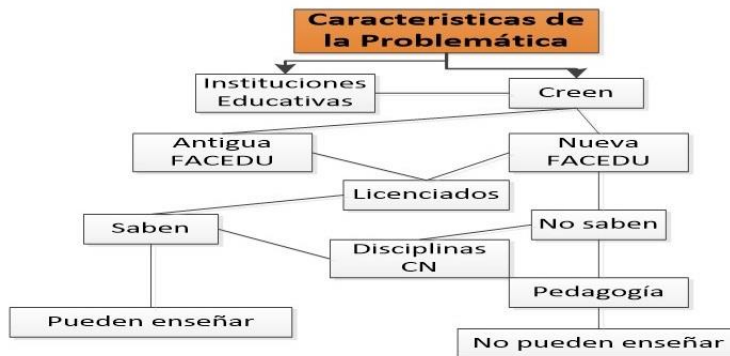 Caracteristicas de
la Problemática
Instituciones
Educativas
Creen
Antigua
FACEDU
Nueva
FACEDU
Licenciados
Saben
No saben
Disciplinas
CN
Pedagogía
Pueden enseñar
No pueden enseñar